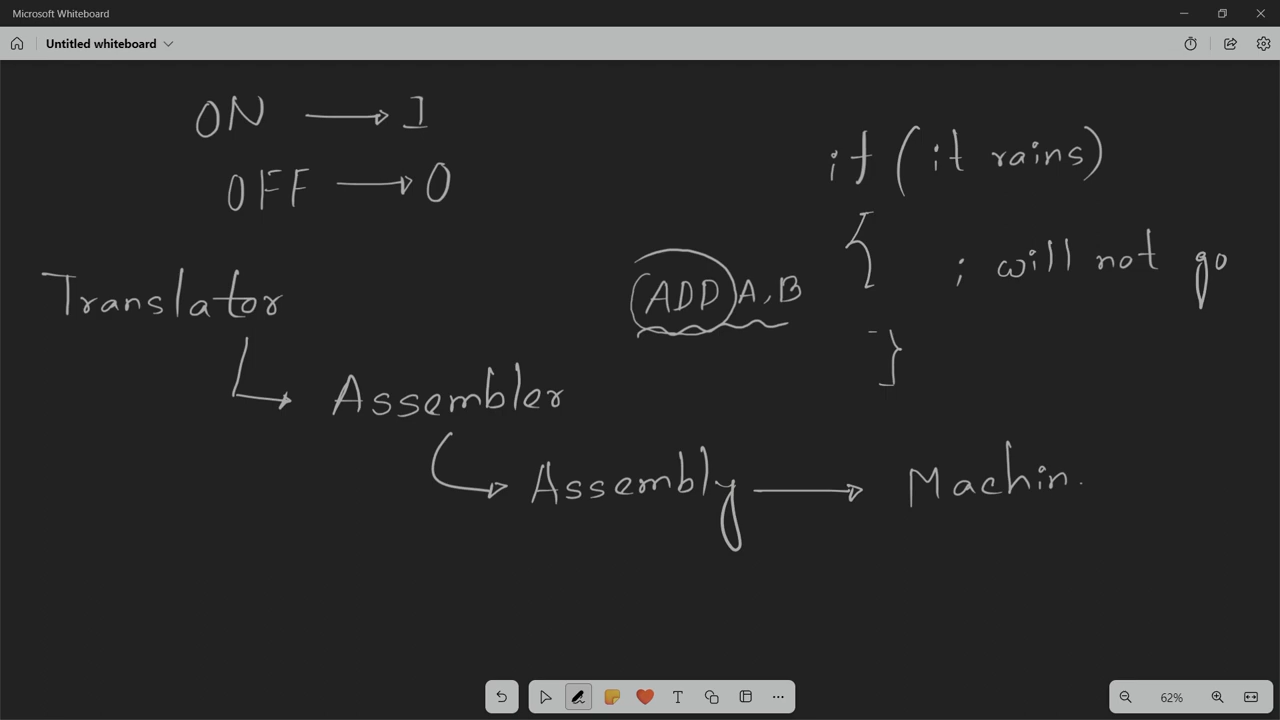 Microsoft Whiteboard
Untitled whiteboard
ON → 1
OFF → 0
if (it rains)
{
; will not go
}
ADD A, B
Translator
Assembler
Assembly → Machin.
62%